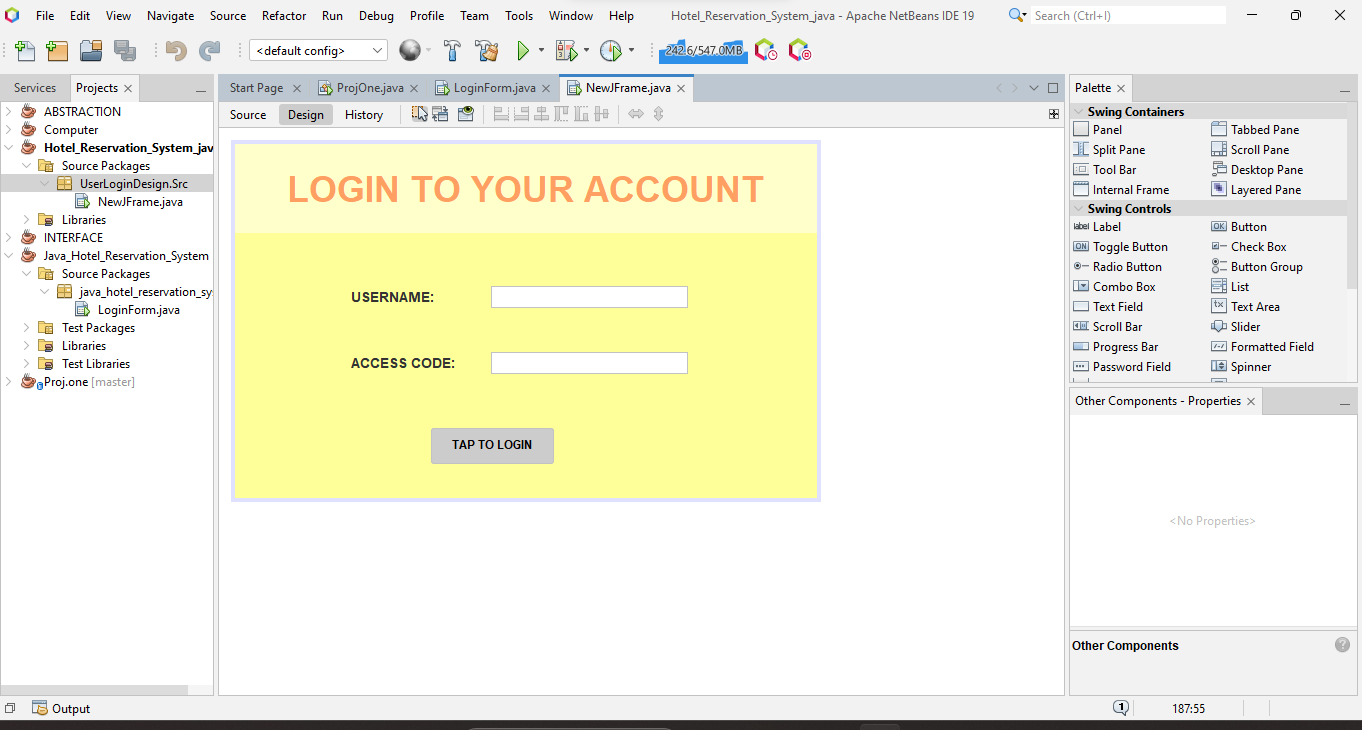 File Edit View Navigate Source Refactor Run Debug Profile Team Tools Window Help Hotel_Reservation_System_java - Apache NetBeans IDE 19 Search (Ctrl+I)
<default config> 242.6/547.0MB
Services Projects
ABSTRACTION
Computer
Hotel_Reservation_System_jav
Source Packages
UserLoginDesign.Src
NewJFrame.java
Libraries
INTERFACE
Java_Hotel_Reservation_System
Source Packages
java_hotel_reservation_sy
LoginForm.java
Test Packages
Libraries
Test Libraries
Proj.one [master]
Start Page ProjOne.java LoginForm.java NewJFrame.java
Source Design History
LOGIN TO YOUR ACCOUNT
USERNAME:
ACCESS CODE:
TAP TO LOGIN
Palette
Swing Containers
Panel Tabbed Pane
Split Pane Scroll Pane
Tool Bar Desktop Pane
Internal Frame Layered Pane
Swing Controls
label Label OK Button
ON Toggle Button Check Box
Radio Button Button Group
Combo Box List
Text Field Text Area
Scroll Bar Slider
Progress Bar Formatted Field
Password Field Spinner
Other Components - Properties
<No Properties>
Other Components ?
Output 1 187:55